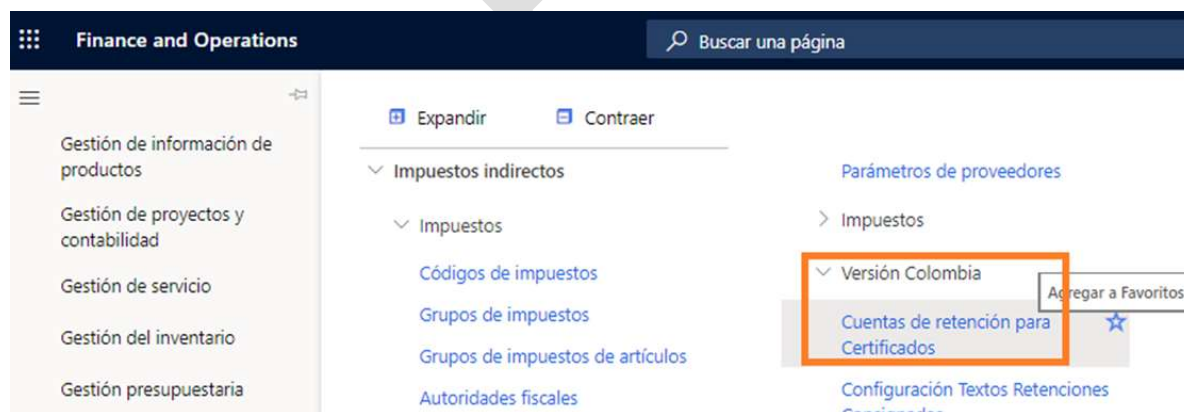 Finance and Operations
Buscar una página
Gestión de información de
productos
Gestión de proyectos y
contabilidad
Gestión de servicio
Gestión del inventario
Gestión presupuestaria
Expandir
Contraer
Impuestos indirectos
Impuestos
Códigos de impuestos
Grupos de impuestos
Grupos de impuestos de artículos
Autoridades fiscales
Parámetros de proveedores
Impuestos
Versión Colombia
Agregar a Favoritos
Cuentas de retención para
Certificados
Configuración Textos Retenciones